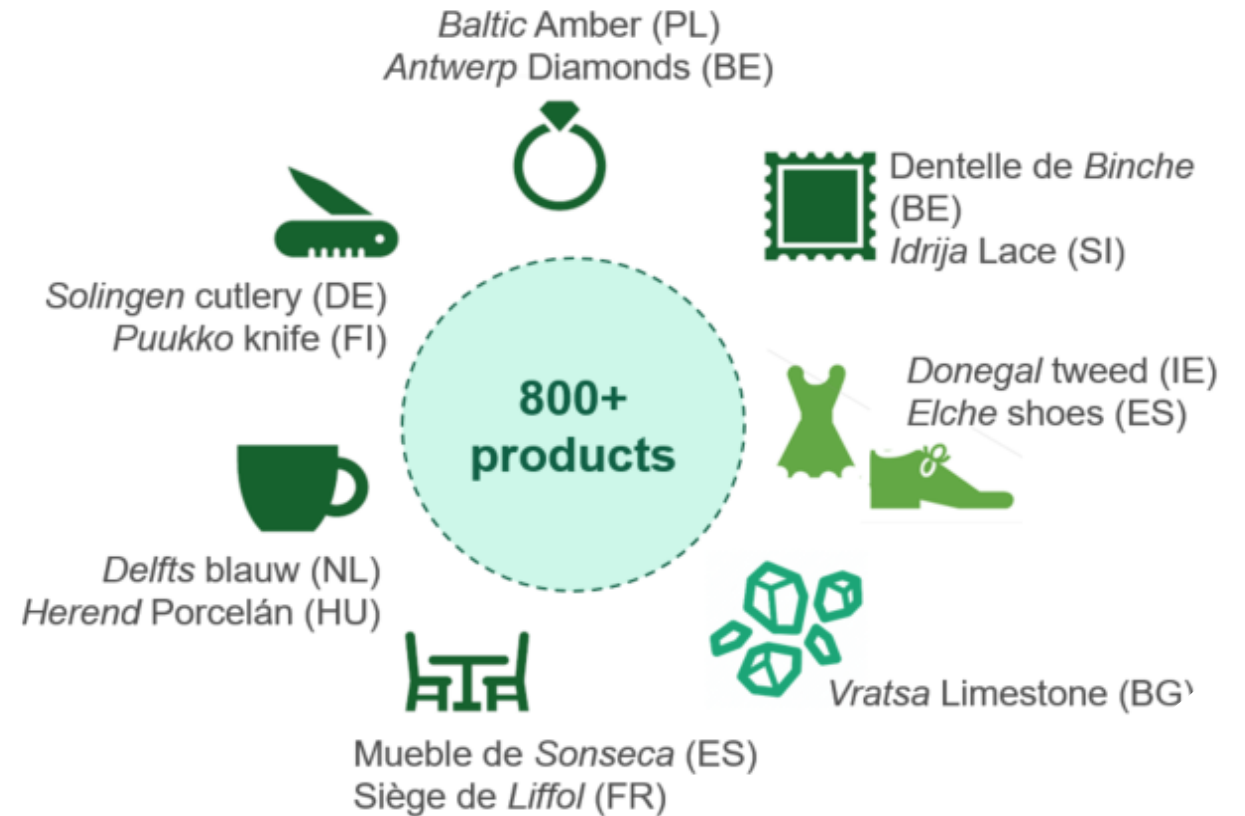 Baltic Amber (PL)
Antwerp Diamonds (BE)
Dentelle de Binche
(BE)
Idrija Lace (SI)
Solingen cutlery (DE)
Puukko knife (FI)
800+
products
Donegal tweed (IE)
Elche shoes (ES)
Delfts blauw (NL)
Herend Porcelán (HU)
Vratsa Limestone (BG)
Mueble de Sonseca (ES)
Siège de Liffol (FR)